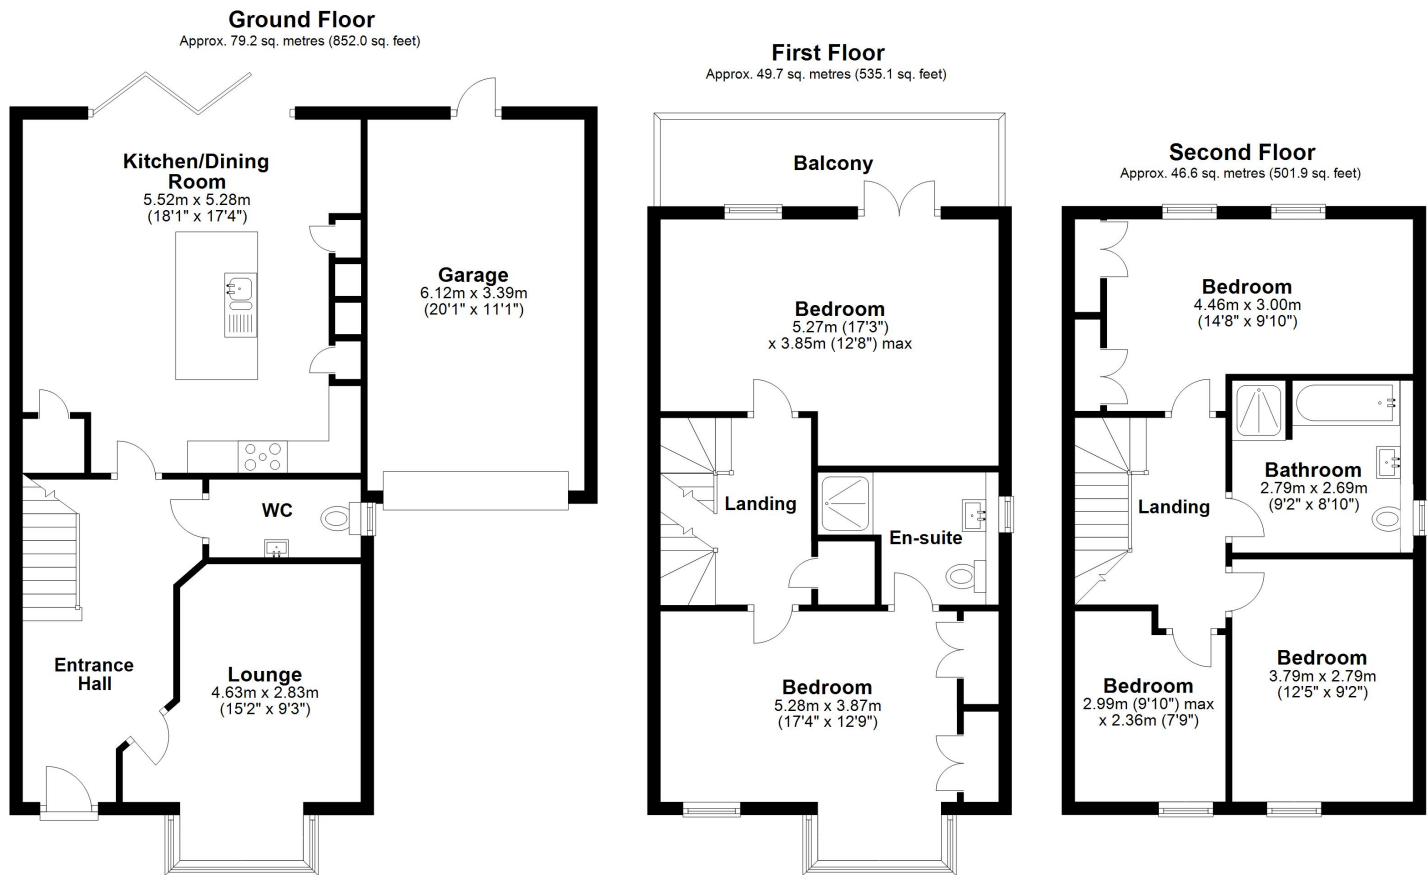 Ground Floor
Approx. 79.2 sq. metres (852.0 sq. feet)
Kitchen/Dining
Room
5.52m x 5.28m
(18'1" x 17'4")
Garage
6.12m x 3.39m
(20'1" x 11'1")
WC
Entrance
Hall
Lounge
4.63m x 2.83m
(15'2" x 9'3")
First Floor
Approx. 49.7 sq. metres (535.1 sq. feet)
Balcony
Bedroom
5.27m (17'3")
x 3.85m (12'8") max
Landing
En-suite
Bedroom
5.28m x 3.87m
(17'4" x 12'9")
Second Floor
Approx. 46.6 sq. metres (501.9 sq. feet)
Bedroom
4.46m x 3.00m
(14'8" x 9'10")
Bathroom
2.79m x 2.69m
(9'2" x 8'10")
Landing
Bedroom
3.79m x 2.79m
(12'5" x 9'2")
Bedroom
2.99m (9'10") max
x 2.36m (7'9")